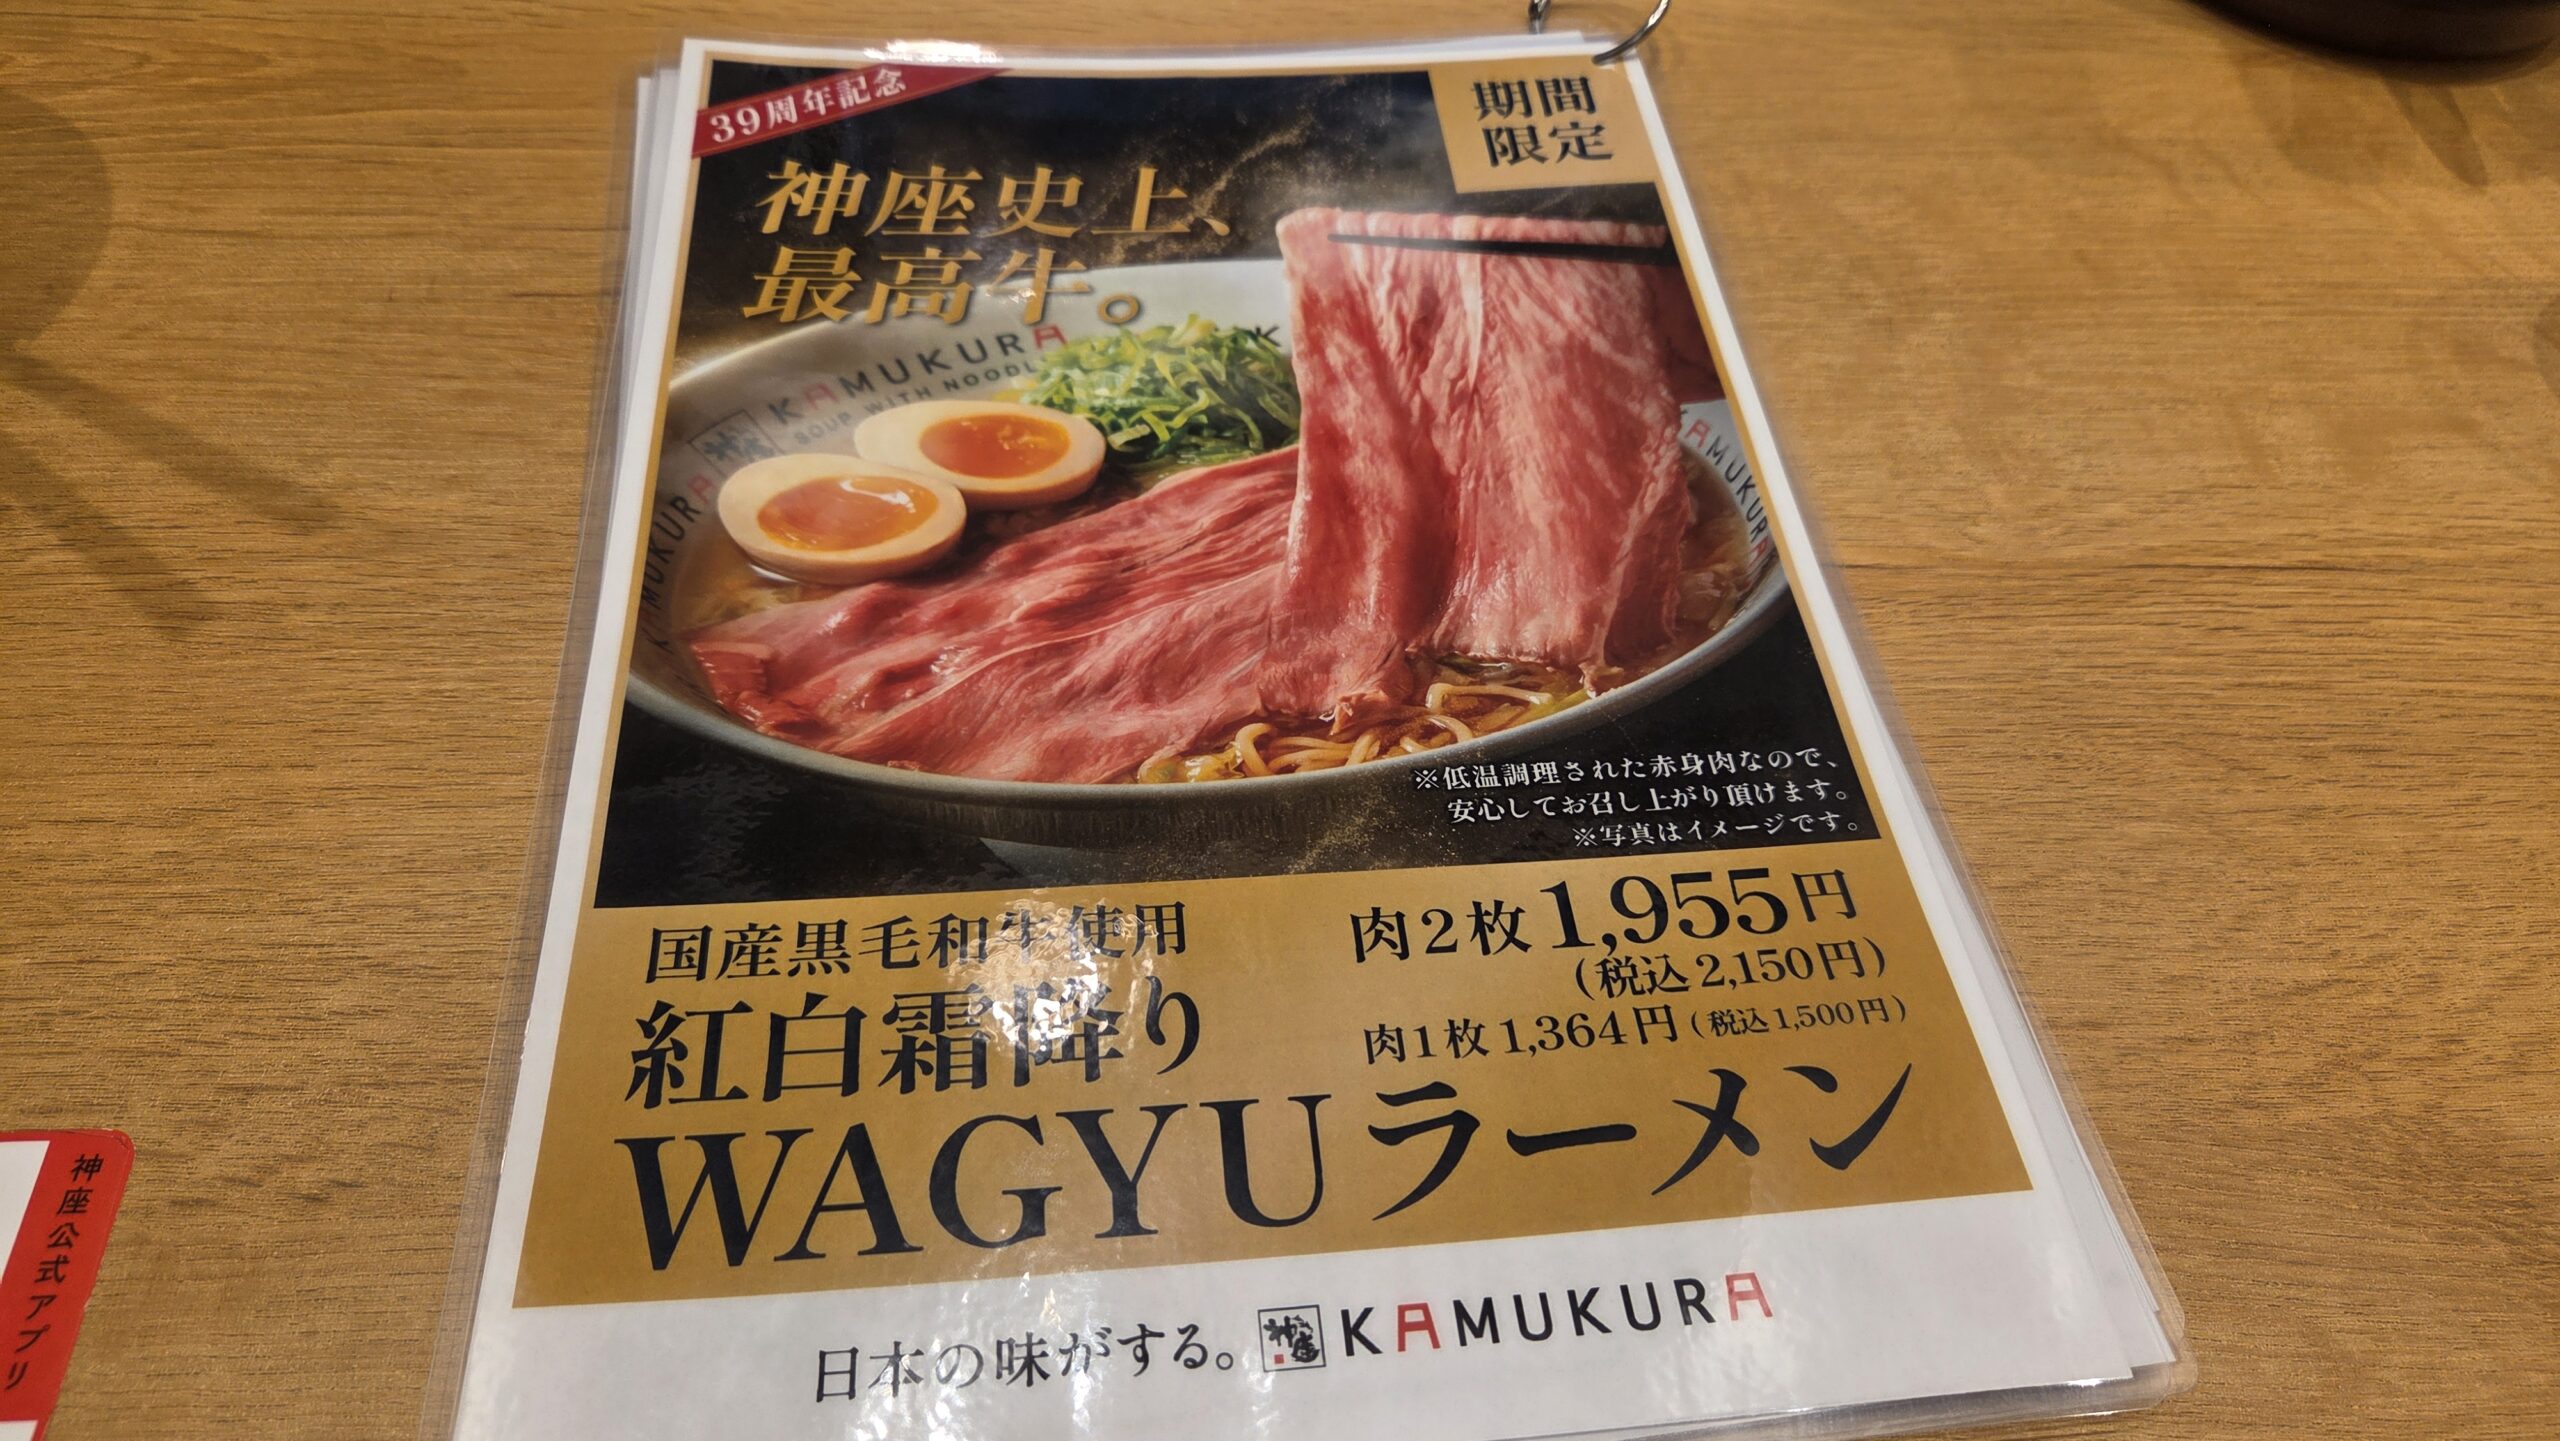 39周年記念
期間
限定
神座史上、
最高牛。
KAMUKURA
SOUP WITH NOODL
K
KAMUKURA
KAMUKURA
※低温調理された赤身肉なので、
安心してお召し上がり頂けます。
※写真はイメージです。
国産黒毛和牛使用
肉2枚1,955円
(税込2,150円)
紅白霜降り
肉1枚1,364円(税込1,500円)
WAGYUラーメン
日本の味がする。神座 KAMUKURA
神座公式アプリ